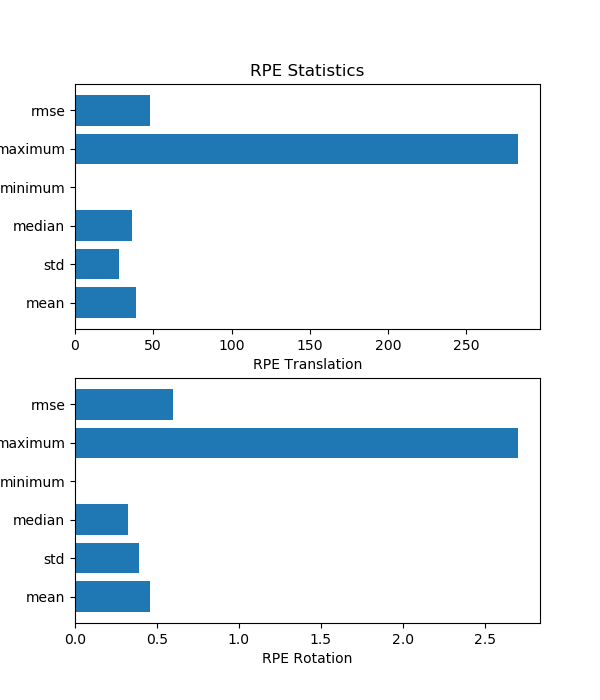 RPE Statistics
rmse
maximum
minimum
median
std
mean
0 50 100 150 200 250
RPE Translation
rmse
maximum
minimum
median
std
mean
0.0 0.5 1.0 1.5 2.0 2.5
RPE Rotation